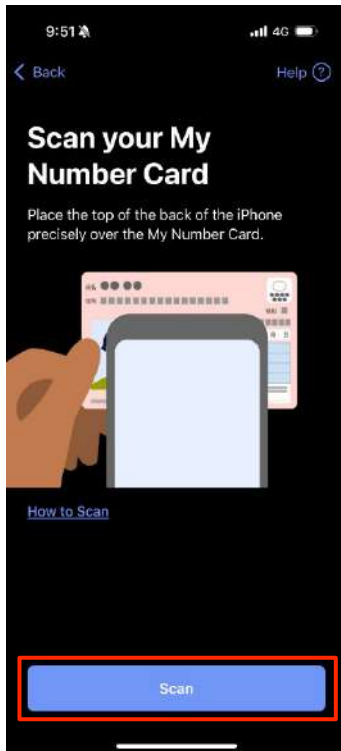 9:51
4G
Back
Help ?
Scan your My
Number Card
Place the top of the back of the iPhone
precisely over the My Number Card.
How to Scan
Scan